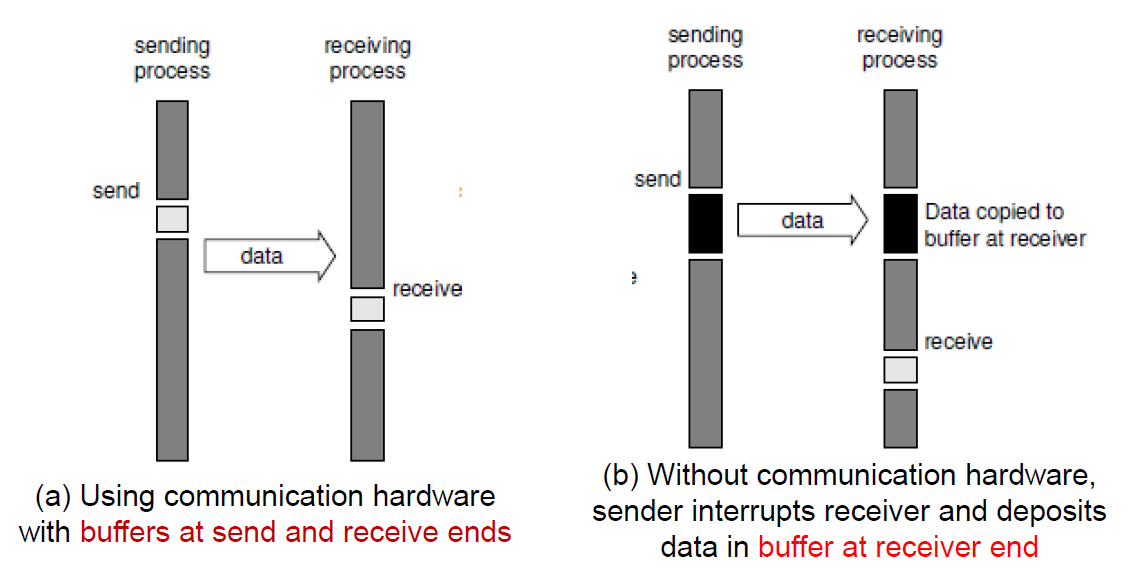 sending
process
receiving
process
send
data
receive
(a) Using communication hardware
with buffers at send and receive ends
sending
process
receiving
process
send
data
Data copied to
buffer at receiver
receive
(b) Without communication hardware,
sender interrupts receiver and deposits
data in buffer at receiver end